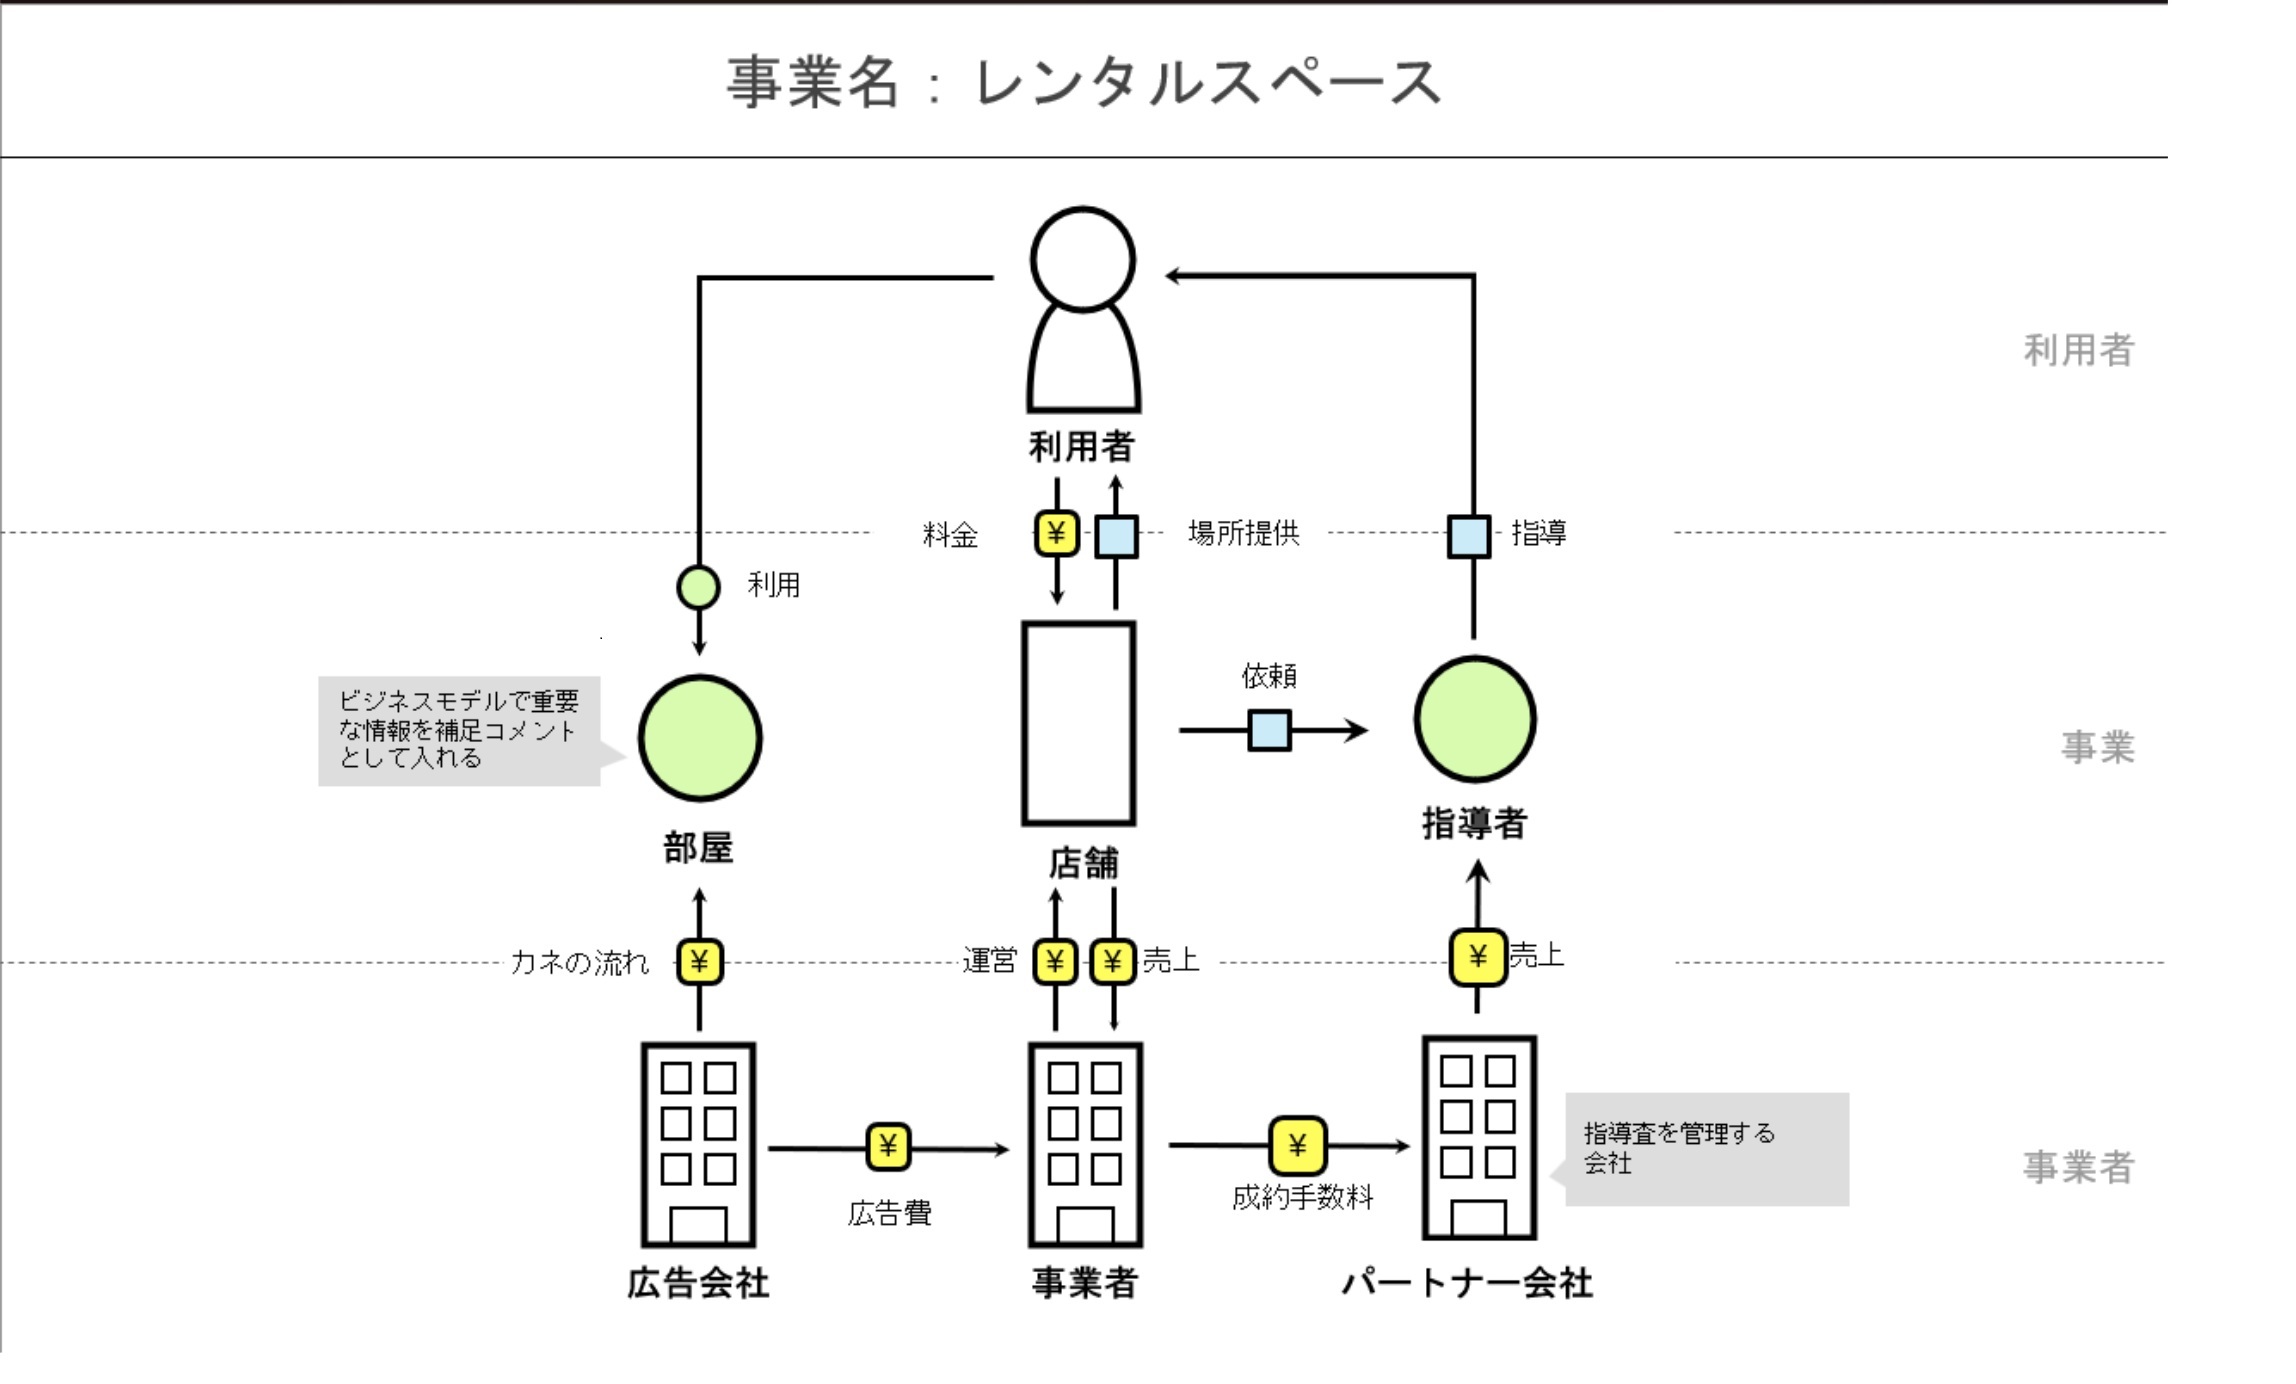 事業名：レンタルスペース
利用者
利用者
料金
¥
場所提供
指導
利用
依頼
ビジネスモデルで重要
な情報を補足コメント
として入れる
事業
部屋
店舗
指導者
カネの流れ
¥
運営
¥
¥
売上
¥
売上
¥
広告費
¥
成約手数料
指導査を管理する
会社
事業者
広告会社
事業者
パートナー会社